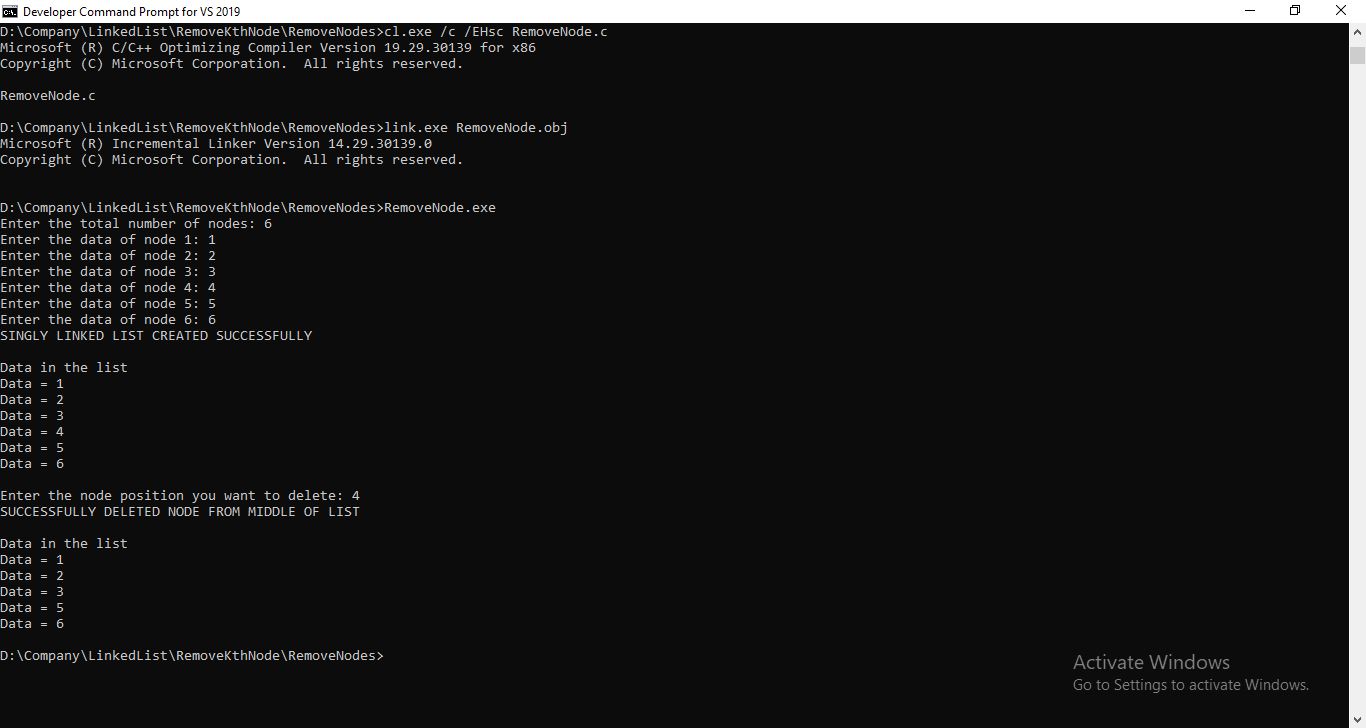 Developer Command Prompt for VS 2019
D:\Company\LinkedList\RemoveKthNode\RemoveNodes>cl.exe /c /EHsc RemoveNode.c
Microsoft (R) C/C++ Optimizing Compiler Version 19.29.30139 for x86
Copyright (C) Microsoft Corporation.  All rights reserved.
RemoveNode.c
D:\Company\LinkedList\RemoveKthNode\RemoveNodes>link.exe RemoveNode.obj
Microsoft (R) Incremental Linker Version 14.29.30139.0
Copyright (C) Microsoft Corporation.  All rights reserved.
D:\Company\LinkedList\RemoveKthNode\RemoveNodes>RemoveNode.exe
Enter the total number of nodes: 6
Enter the data of node 1: 1
Enter the data of node 2: 2
Enter the data of node 3: 3
Enter the data of node 4: 4
Enter the data of node 5: 5
Enter the data of node 6: 6
SINGLY LINKED LIST CREATED SUCCESSFULLY
Data in the list
Data = 1
Data = 2
Data = 3
Data = 4
Data = 5
Data = 6
Enter the node position you want to delete: 4
SUCCESSFULLY DELETED NODE FROM MIDDLE OF LIST
Data in the list
Data = 1
Data = 2
Data = 3
Data = 5
Data = 6
D:\Company\LinkedList\RemoveKthNode\RemoveNodes>
Activate Windows
Go to Settings to activate Windows.